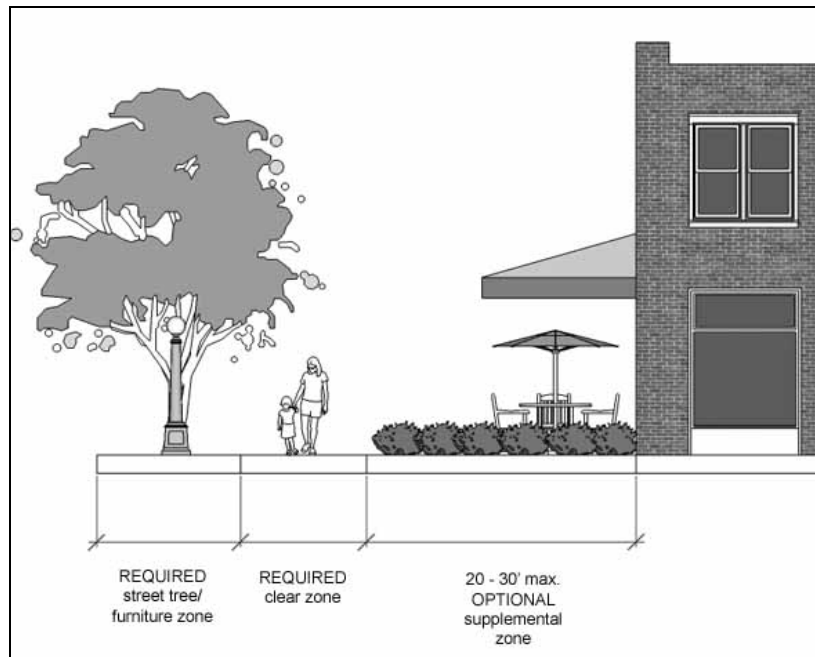 REQUIRED
street tree/
furniture zone
REQUIRED
clear zone
20 - 30' max.
OPTIONAL
supplemental
zone